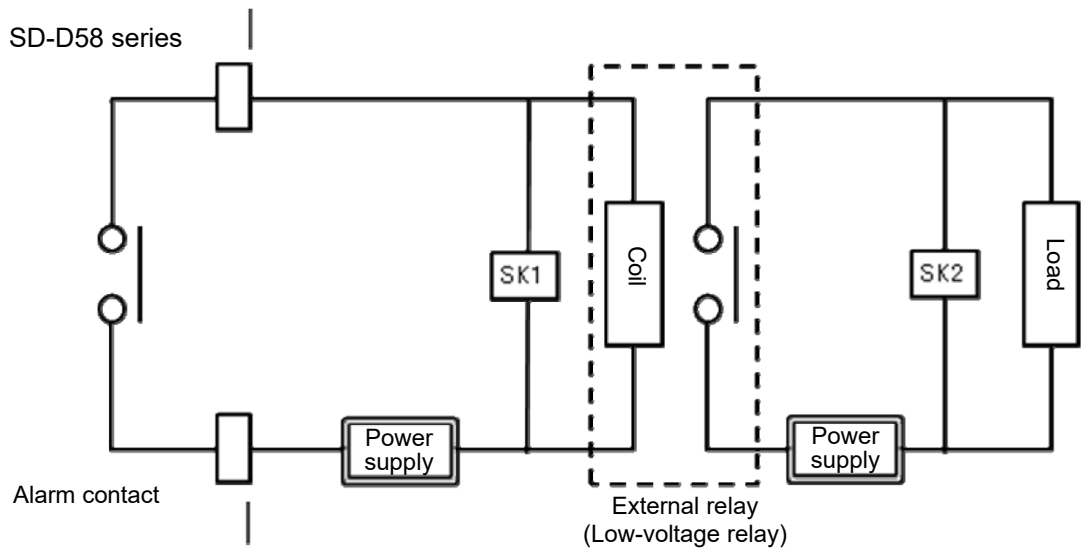 SD-D58 series
SK1
Coil
SK2
Load
Power
supply
Power
supply
Alarm contact
External relay
(Low-voltage relay)